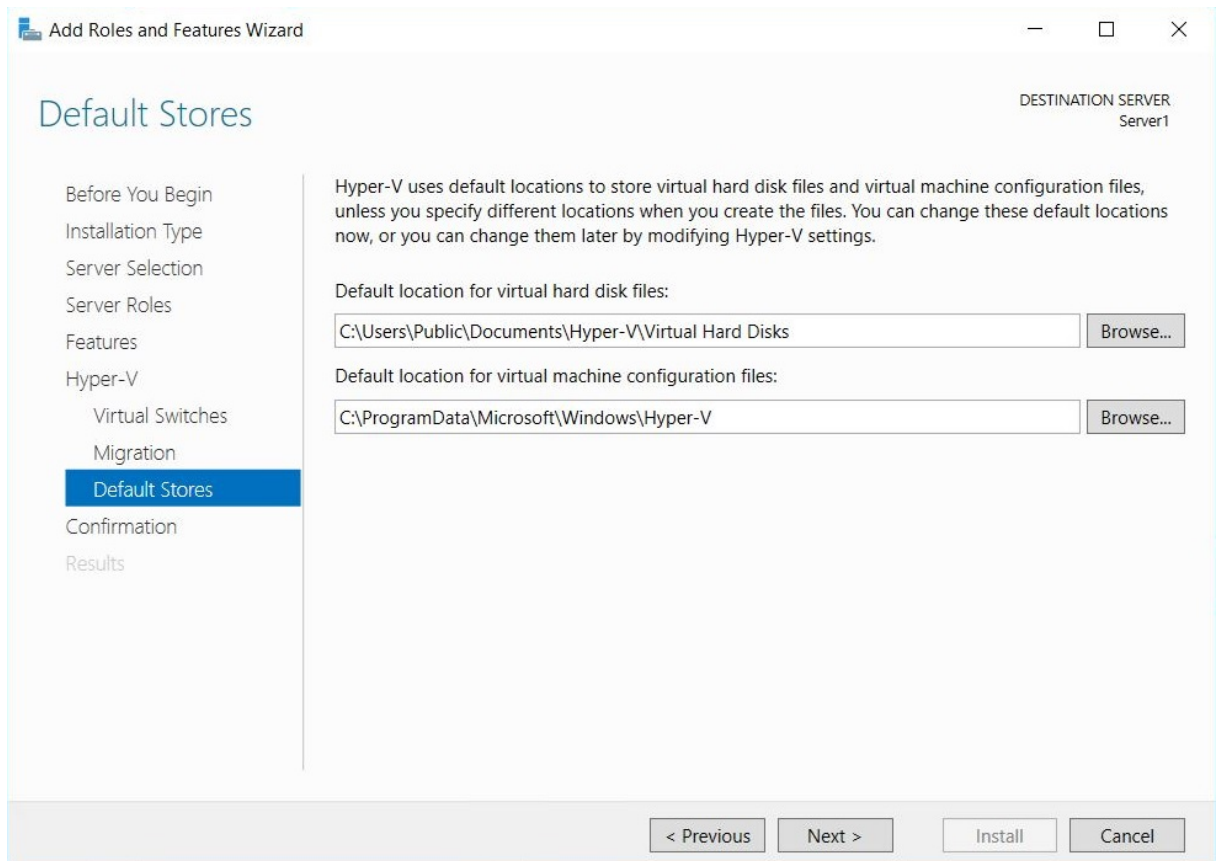 Add Roles and Features Wizard
Default Stores
DESTINATION SERVER
Server1
Before You Begin
Installation Type
Server Selection
Server Roles
Features
Hyper-V
Virtual Switches
Migration
Default Stores
Confirmation
Results
Hyper-V uses default locations to store virtual hard disk files and virtual machine configuration files,
unless you specify different locations when you create the files. You can change these default locations
now, or you can change them later by modifying Hyper-V settings.
Default location for virtual hard disk files:
C:\Users\Public\Documents\Hyper-V\Virtual Hard Disks
Browse...
Default location for virtual machine configuration files:
C:\ProgramData\Microsoft\Windows\Hyper-V
Browse...
< Previous
Next >
Install
Cancel